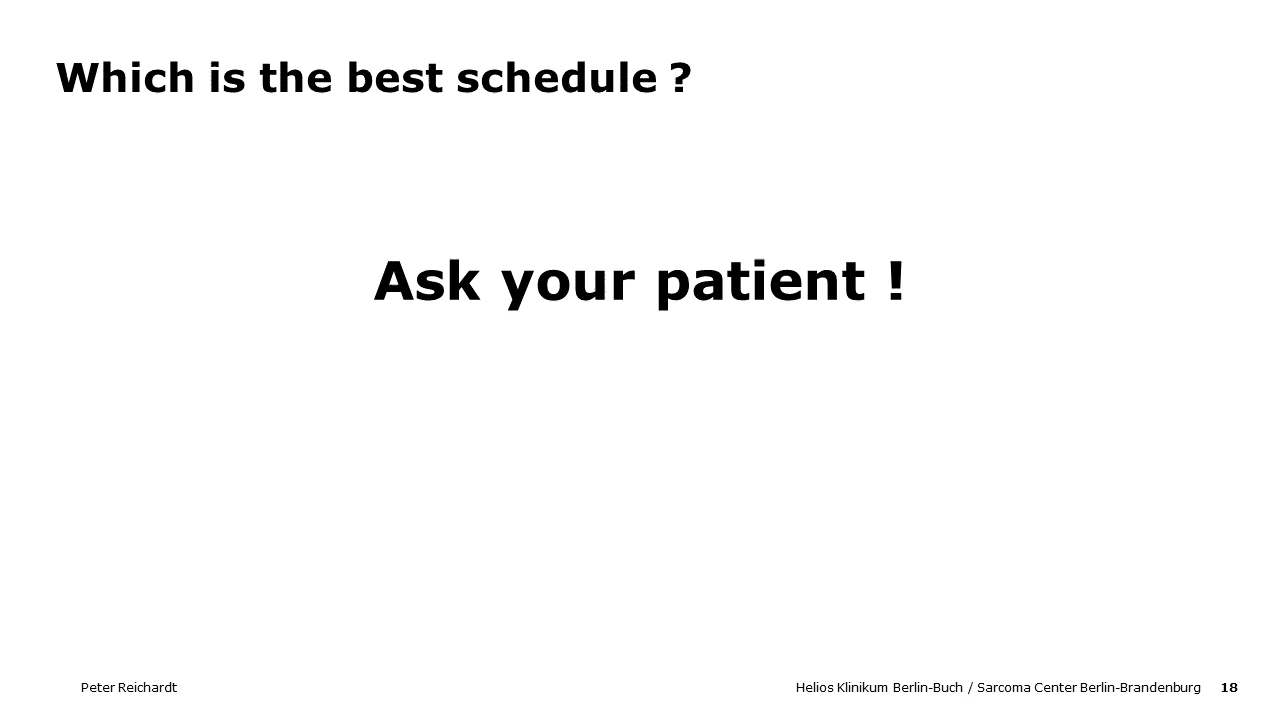 Which is the best schedule ?
Ask your patient !
Peter Reichardt
Helios Klinikum Berlin-Buch / Sarcoma Center Berlin-Brandenburg 18